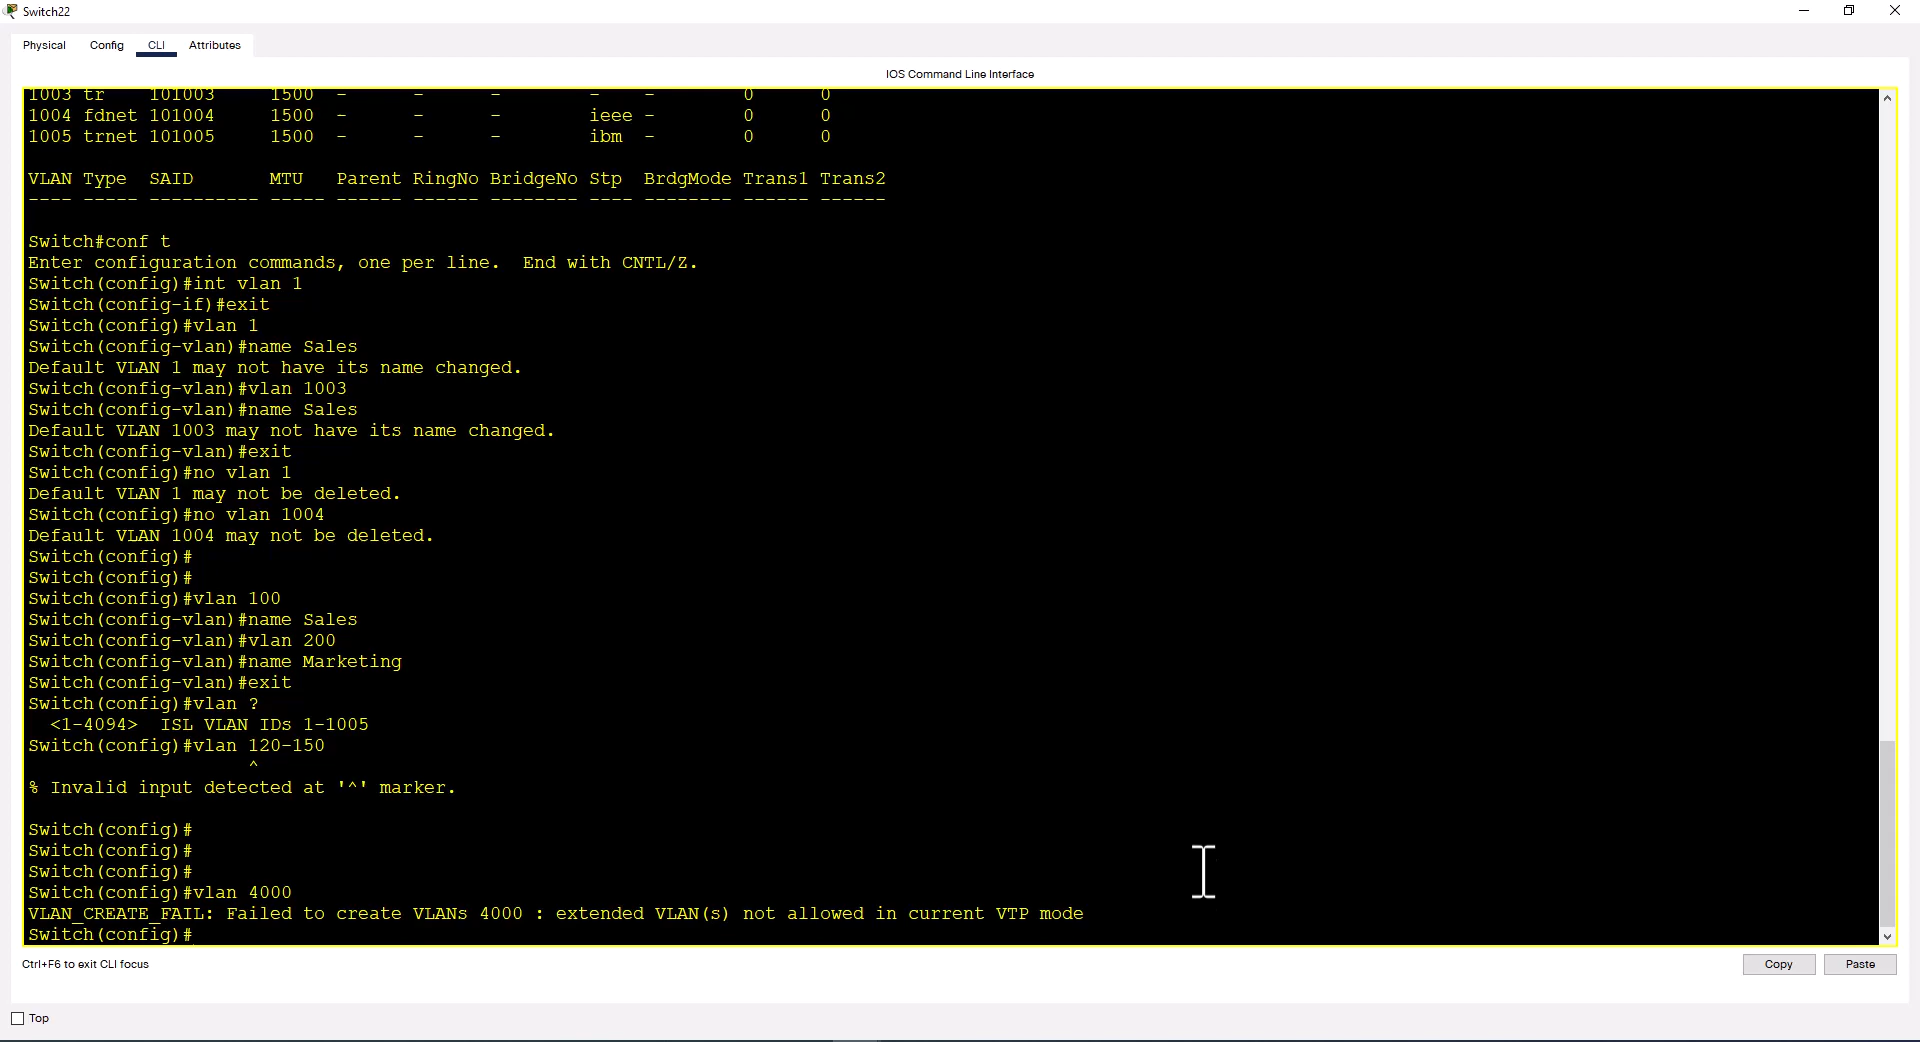 Switch22
Physical Config CLI Attributes
IOS Command Line Interface
1003 tr    101003     1500  -      -      -        -    -        0      0
1004 fdnet 101004     1500  -      -      -        ieee -        0      0
1005 trnet 101005     1500  -      -      -        ibm  -        0      0
VLAN Type  SAID       MTU   Parent RingNo BridgeNo Stp  BrdgMode Trans1 Trans2
---- ----- ---------- ----- ------ ------ -------- ---- -------- ------ ------
Switch#conf t
Enter configuration commands, one per line.  End with CNTL/Z.
Switch(config)#int vlan 1
Switch(config-if)#exit
Switch(config)#vlan 1
Switch(config-vlan)#name Sales
Default VLAN 1 may not have its name changed.
Switch(config-vlan)#vlan 1003
Switch(config-vlan)#name Sales
Default VLAN 1003 may not have its name changed.
Switch(config-vlan)#exit
Switch(config)#no vlan 1
Default VLAN 1 may not be deleted.
Switch(config)#no vlan 1004
Default VLAN 1004 may not be deleted.
Switch(config)#
Switch(config)#
Switch(config)#vlan 100
Switch(config-vlan)#name Sales
Switch(config-vlan)#vlan 200
Switch(config-vlan)#name Marketing
Switch(config-vlan)#exit
Switch(config)#vlan ?
  <1-4094>  ISL VLAN IDs 1-1005
Switch(config)#vlan 120-150
                    ^
% Invalid input detected at '^' marker.
Switch(config)#
Switch(config)#
Switch(config)#
Switch(config)#vlan 4000
VLAN_CREATE_FAIL: Failed to create VLANs 4000 : extended VLAN(s) not allowed in current VTP mode
Switch(config)#
Ctrl+F6 to exit CLI focus
Copy Paste
Top